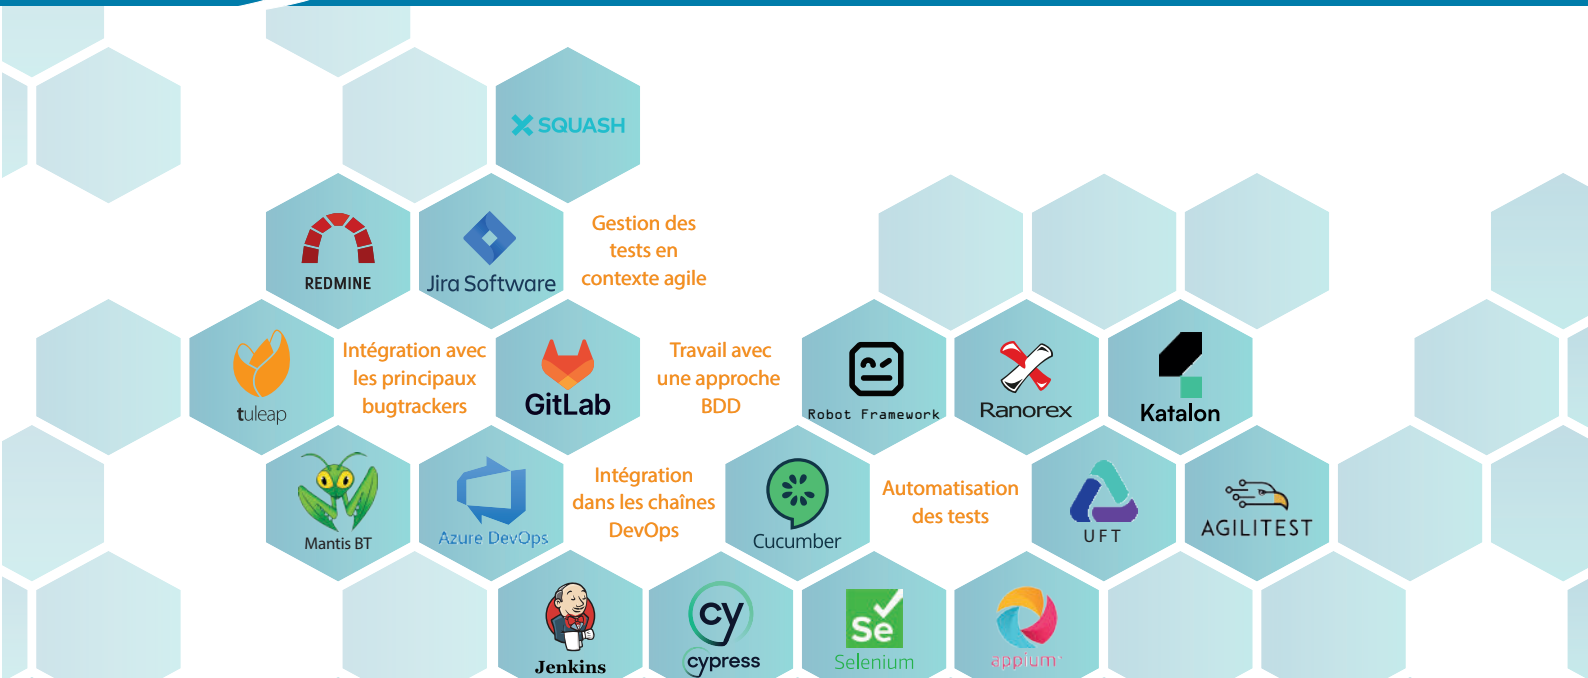 SQUASH
REDMINE
Jira Software
Gestion des
tests en
contexte agile
tuleap
Intégration avec
les principaux
bugtrackers
GitLab
Travail avec
une approche
BDD
Robot Framework
Ranorex
Katalon
Mantis BT
Azure DevOps
Intégration
dans les chaînes
DevOps
Cucumber
Automatisation
des tests
UFT
AGILITEST
Jenkins
cy
cypress
Se
Selenium
appium